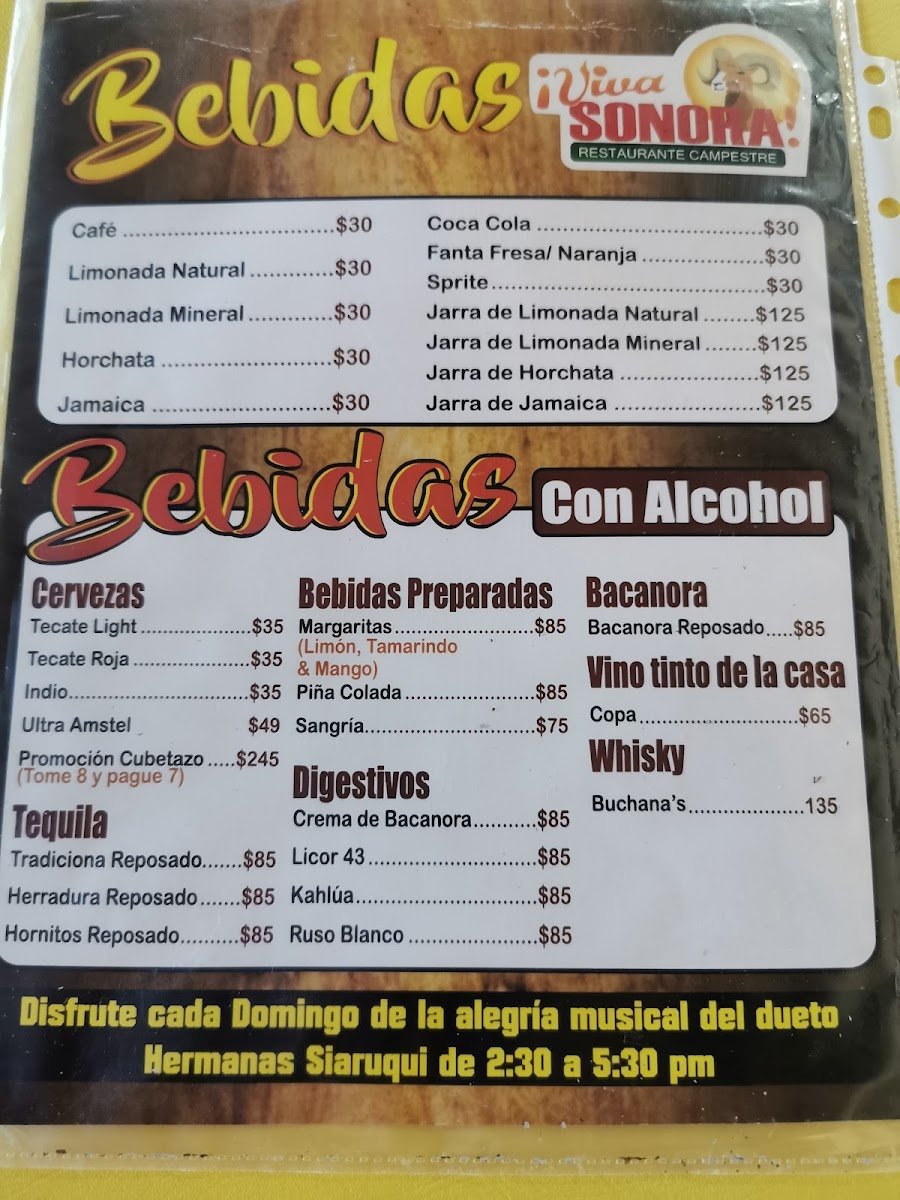 Bebidas
¡Viva
SONORA!
RESTAURANTE CAMPESTRE
Café ................................$30
Limonada Natural .............$30
Limonada Mineral .............$30
Horchata ..........................$30
Jamaica ...........................$30
Coca Cola ..................................$30
Fanta Fresa/ Naranja ...................$30
Sprite..........................................$30
Jarra de Limonada Natural ........$125
Jarra de Limonada Mineral ........$125
Jarra de Horchata .....................$125
Jarra de Jamaica ......................$125
Bebidas
Con Alcohol
Cervezas
Tecate Light ....................$35
Tecate Roja .....................$35
Indio................................$35
Ultra Amstel $49
Promoción Cubetazo .....$245
(Tome 8 y pague 7)
Tequila
Tradiciona Reposado.......$85
Herradura Reposado.......$85
Hornitos Reposado..........$85
Bebidas Preparadas
Margaritas.........................$85
(Limón, Tamarindo
& Mango)
Piña Colada.......................$85
Sangría..............................$75
Digestivos
Crema de Bacanora...........$85
Licor 43..............................$85
Kahlúa................................$85
Ruso Blanco ......................$85
Bacanora
Bacanora Reposado.....$85
Vino tinto de la casa
Copa...........................$65
Whisky
Buchana's....................135
Disfrute cada Domingo de la alegría musical del dueto
Hermanas Siaruqui de 2:30 a 5:30 pm